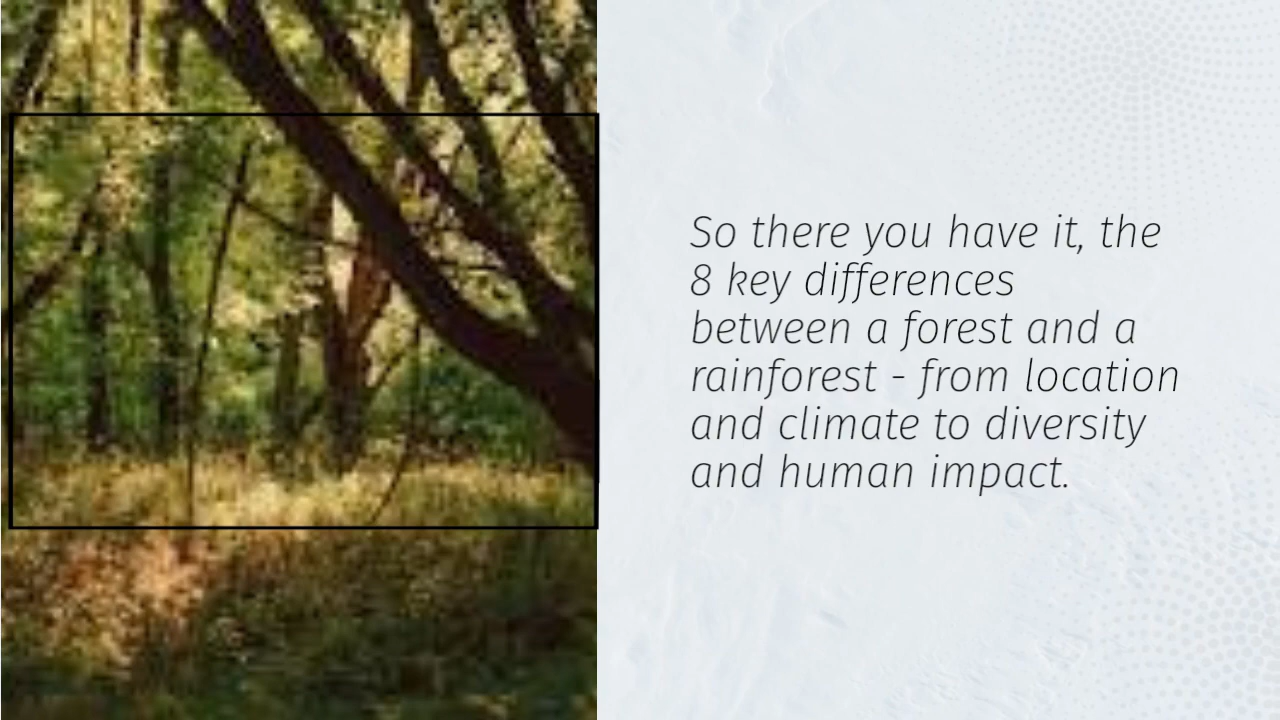 So there you have it, the
8 key differences
between a forest and a
rainforest - from location
and climate to diversity
and human impact.